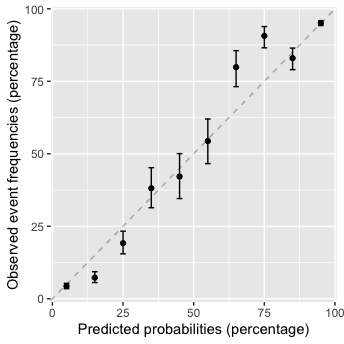 Observed event frequencies (percentage)
100
75
50
25
0
0 25 50 75 100
Predicted probabilities (percentage)